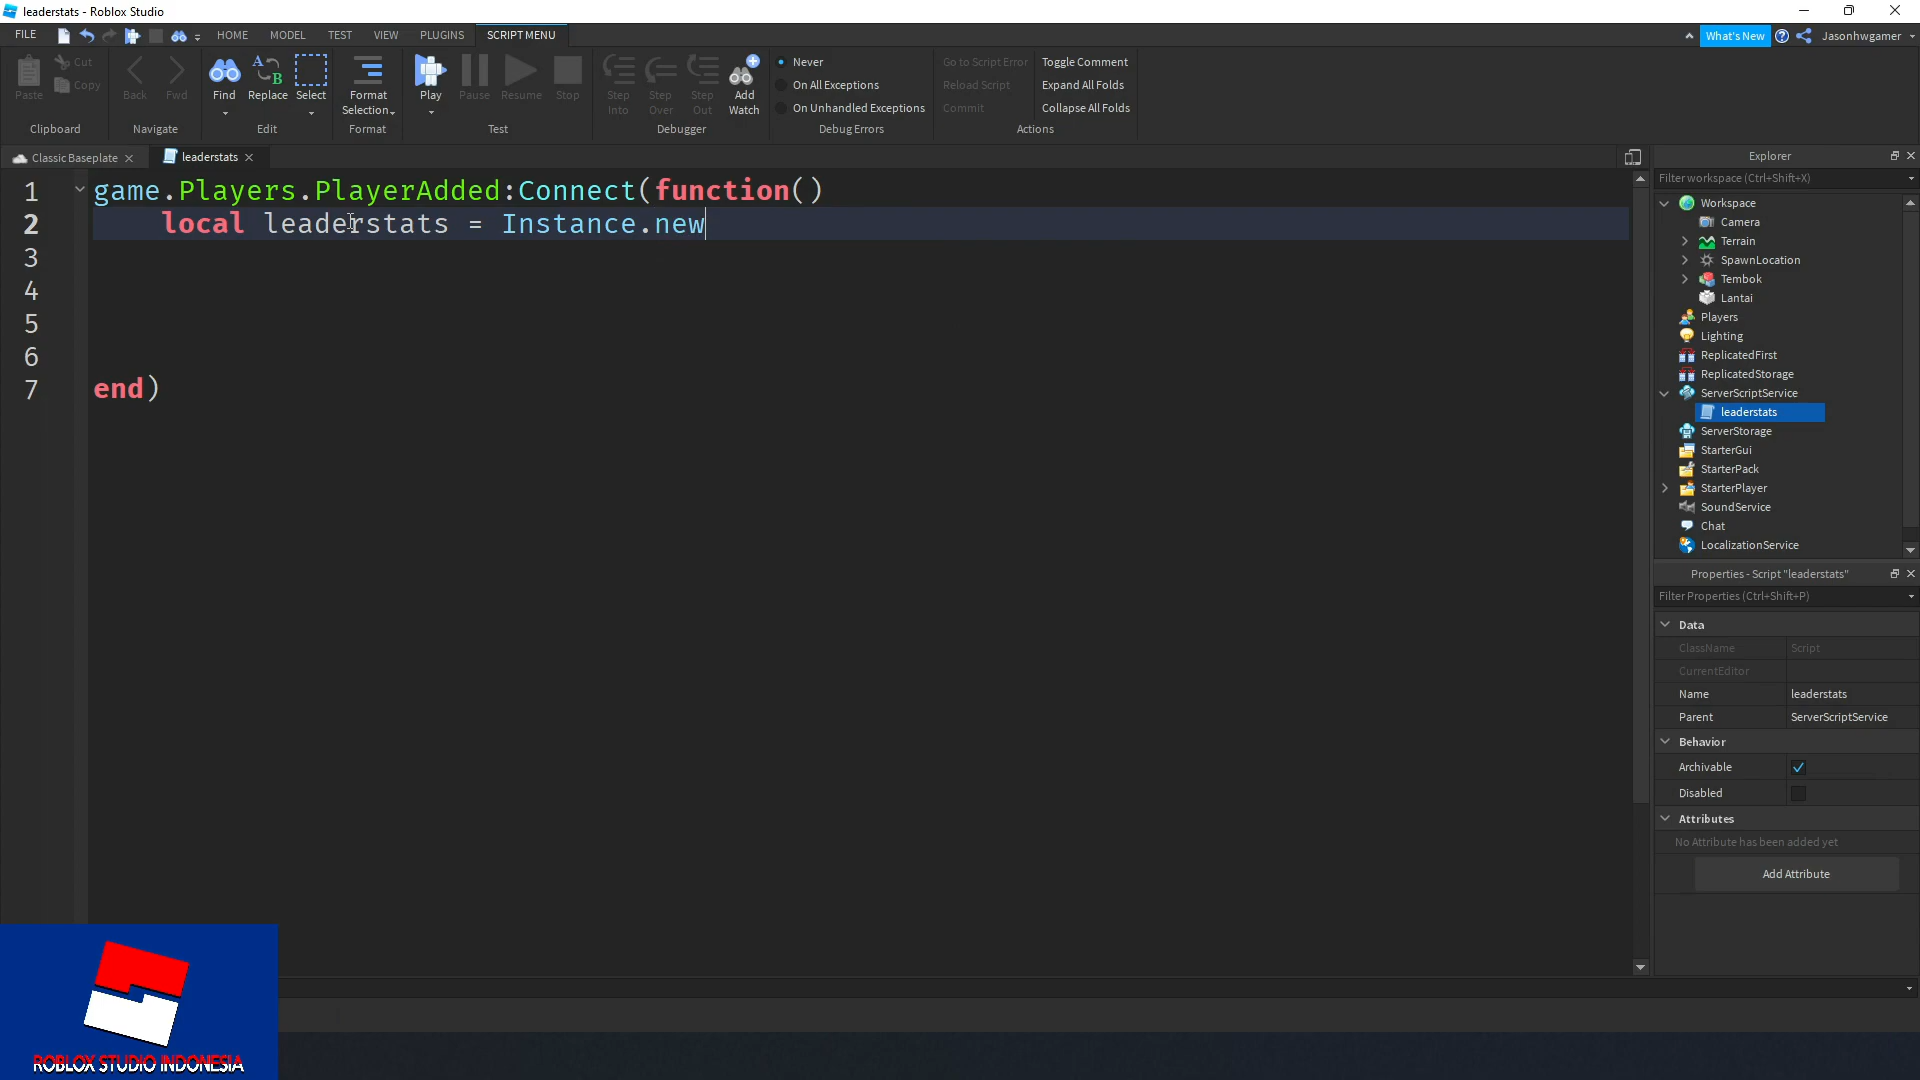 leaderstats - Roblox Studio
FILE HOME MODEL TEST VIEW PLUGINS SCRIPT MENU What's New Jasonhwgamer
Paste Cut Copy Back Fwd Find Replace Select Format Selection Play Pause Resume Stop Step Into Step Over Step Out Add Watch
Never
On All Exceptions
On Unhandled Exceptions
Go to Script Error
Reload Script
Commit
Toggle Comment
Expand All Folds
Collapse All Folds
Clipboard Navigate Edit Format Test Debugger Debug Errors Actions
Classic Baseplate leaderstats
1 game.Players.PlayerAdded:Connect(function()
2 local leaderstats = Instance.new
3
4
5
6
7 end)
Explorer
Filter workspace (Ctrl+Shift+X)
Workspace
Camera
Terrain
SpawnLocation
Tembok
Lantai
Players
Lighting
ReplicatedFirst
ReplicatedStorage
ServerScriptService
leaderstats
ServerStorage
StarterGui
StarterPack
StarterPlayer
SoundService
Chat
LocalizationService
Properties - Script "leaderstats"
Filter Properties (Ctrl+Shift+P)
Data
ClassName Script
CurrentEditor
Name leaderstats
Parent ServerScriptService
Behavior
Archivable
Disabled
Attributes
No Attribute has been added yet
Add Attribute
ROBLOX STUDIO INDONESIA